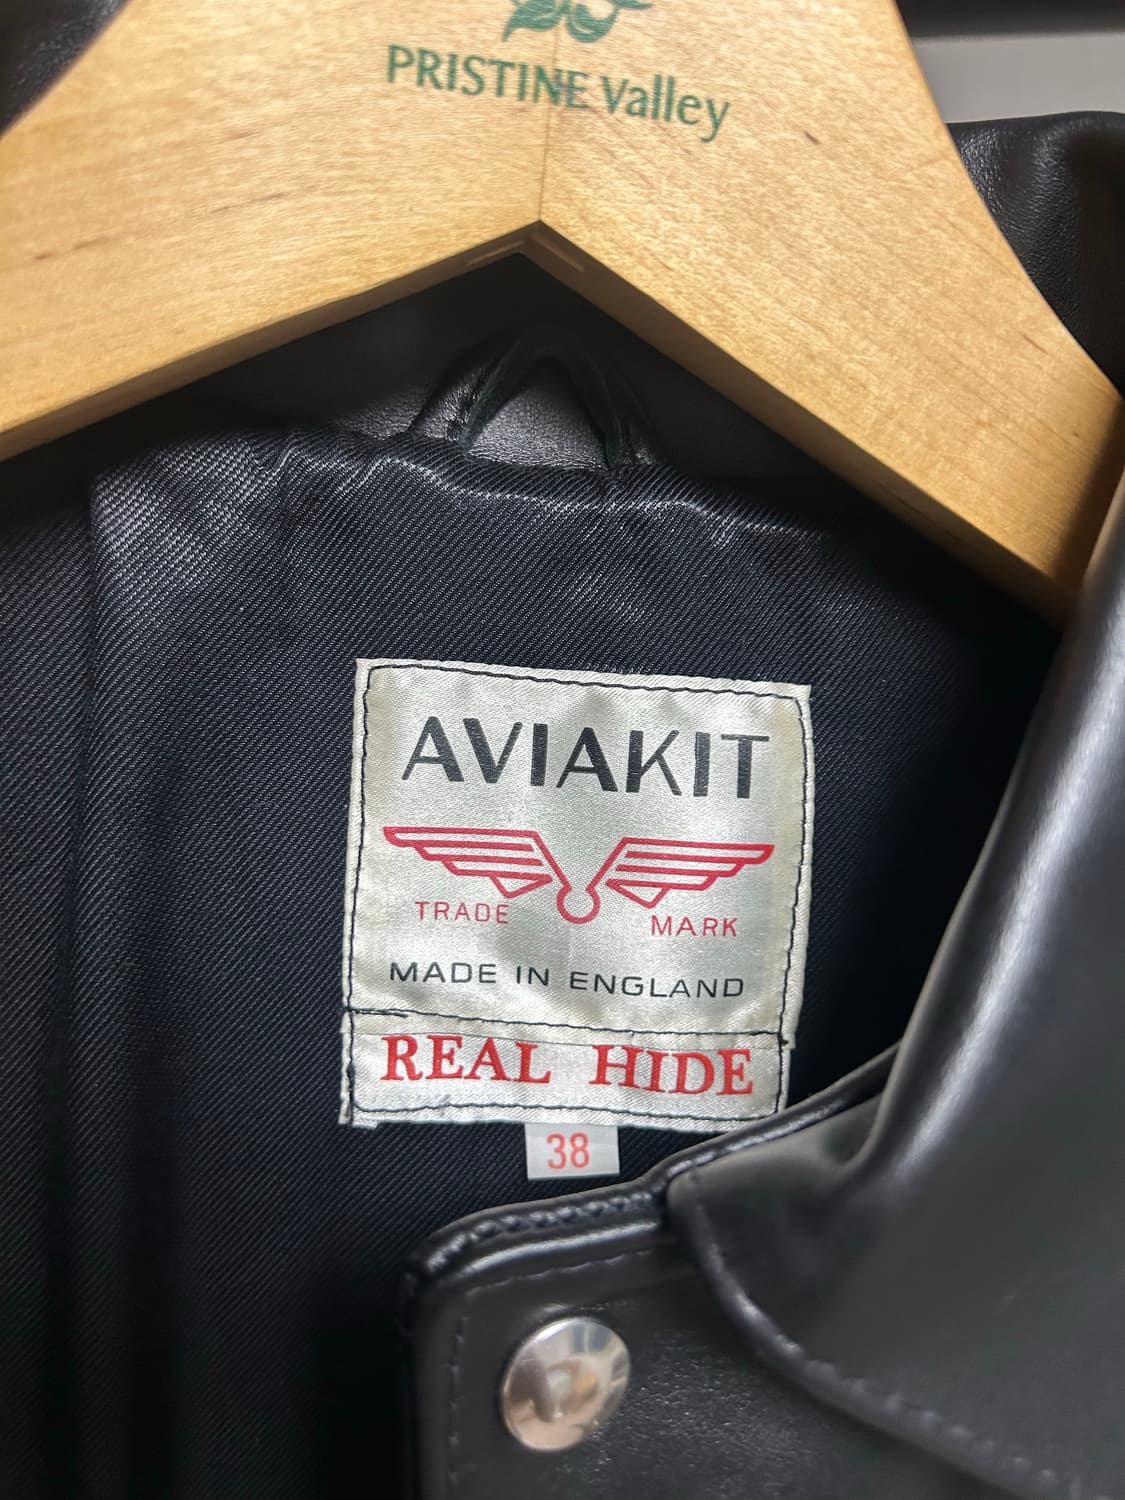 PRISTINE Valley
AVIAKIT
TRADE MARK
MADE IN ENGLAND
REAL HIDE
38